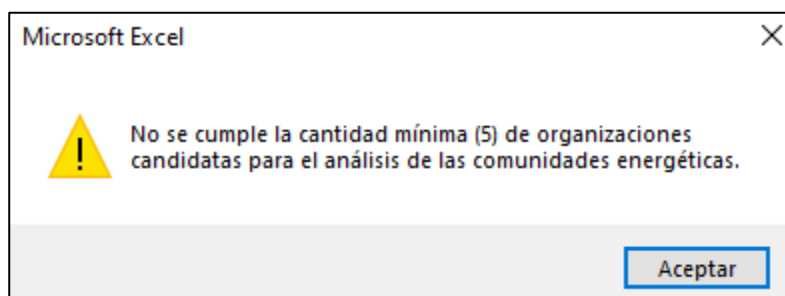 Microsoft Excel
No se cumple la cantidad mínima (5) de organizaciones
candidatas para el análisis de las comunidades energéticas.
Aceptar